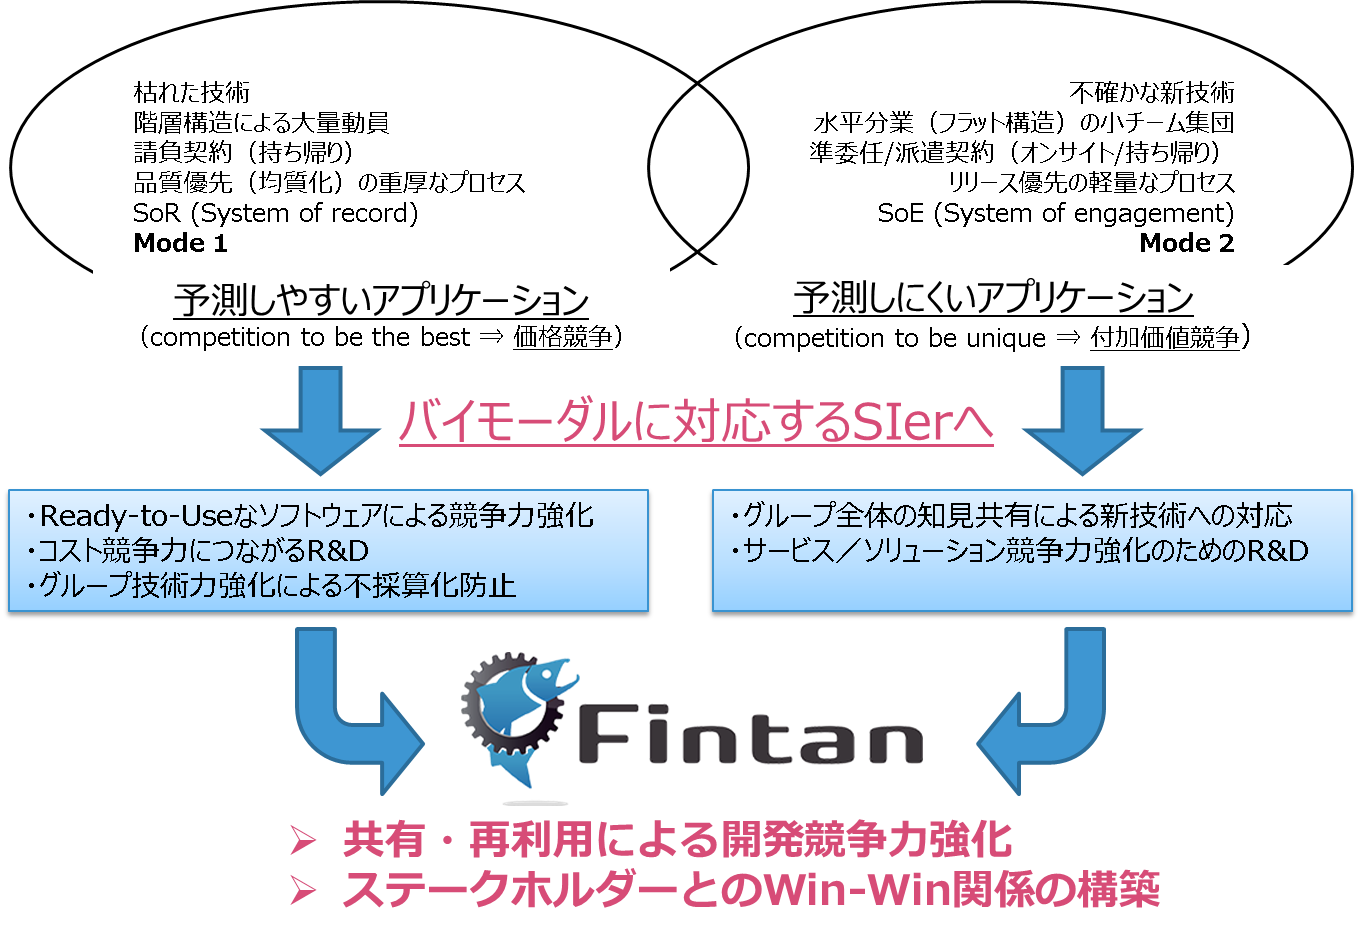 枯れた技術
階層構造による大量動員
請負契約（持ち帰り）
品質優先（均質化）の重厚なプロセス
SoR (System of record)
Mode 1
不確かな新技術
水平分業（フラット構造）の小チーム集団
準委任/派遣契約（オンサイト/持ち帰り）
リリース優先の軽量なプロセス
SoE (System of engagement)
Mode 2
予測しやすいアプリケーション
（competition to be the best ⇒ 価格競争）
予測しにくいアプリケーション
（competition to be unique ⇒ 付加価値競争）
バイモーダルに対応するSIerへ
・Ready-to-Useなソフトウェアによる競争力強化
・コスト競争力につながるR&D
・グループ技術力強化による不採算化防止
・グループ全体の知見共有による新技術への対応
・サービス／ソリューション競争力強化のためのR&D
Fintan
➢ 共有・再利用による開発競争力強化
➢ ステークホルダーとのWin-Win関係の構築